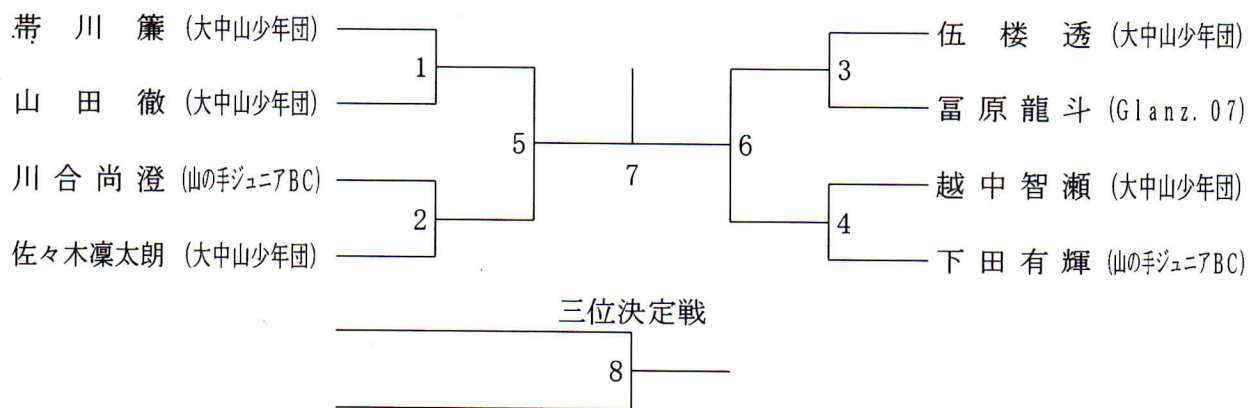 帯川簾 (大中山少年団)
山田徹 (大中山少年団)
川合尚澄 (山の手ジュニアBC)
佐々木凜太朗 (大中山少年団)
1
2
5
7
6
3
4
伍楼透 (大中山少年団)
冨原龍斗 (Glanz.07)
越中智瀬 (大中山少年団)
下田有輝 (山の手ジュニアBC)
三位決定戦
8